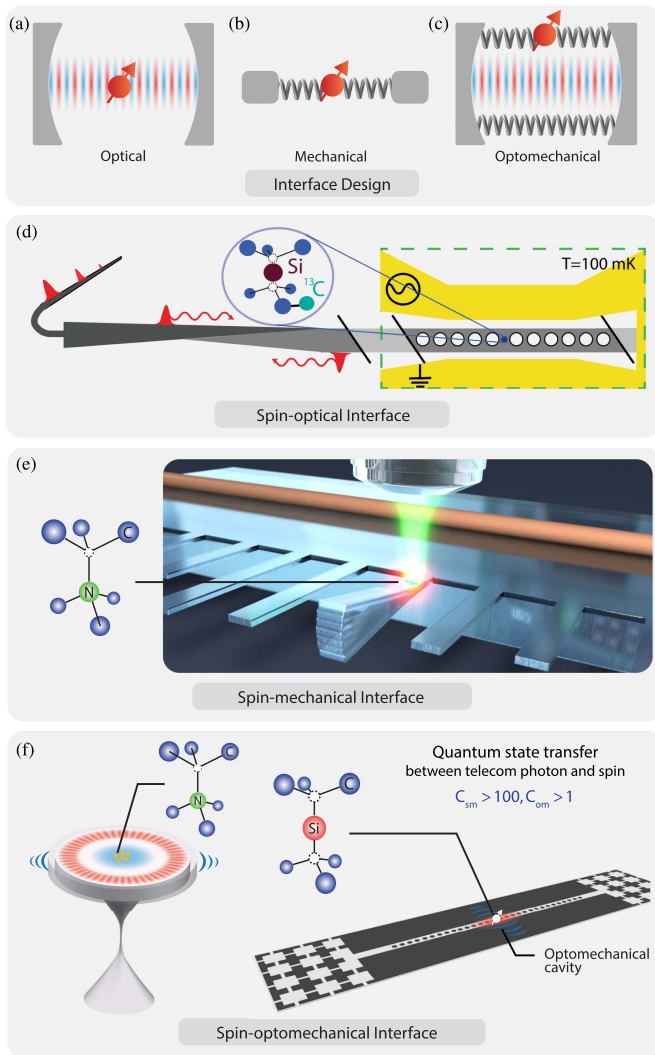 (a)
(b)
(c)
Optical
Mechanical
Optomechanical
Interface Design
(d)
Si
13C
T=100 mK
Spin-optical Interface
(e)
C
N
Spin-mechanical Interface
(f)
C
N
C
Si
Quantum state transfer
between telecom photon and spin
Csm > 100, Com > 1
Optomechanical
cavity
Spin-optomechanical Interface